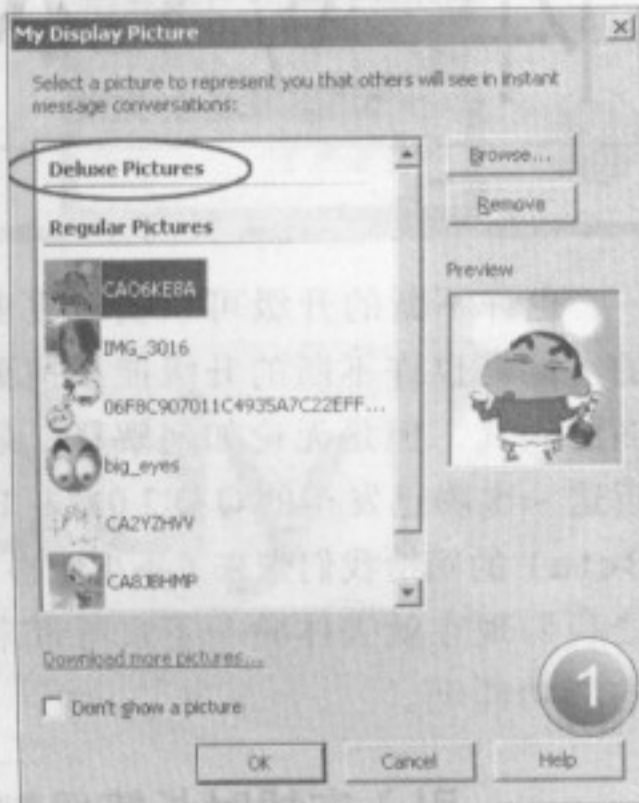 My Display Picture
Select a picture to represent you that others will see in instant
message conversations:
Deluxe Pictures
Regular Pictures
CAO6KE8A
IMG_3016
06F8C907011C4935A7C22EFF...
big_eyes
CA2YZHVV
CA8JBHMP
Browse...
Remove
Preview
Download more pictures...
Don't show a picture
1
OK
Cancel
Help